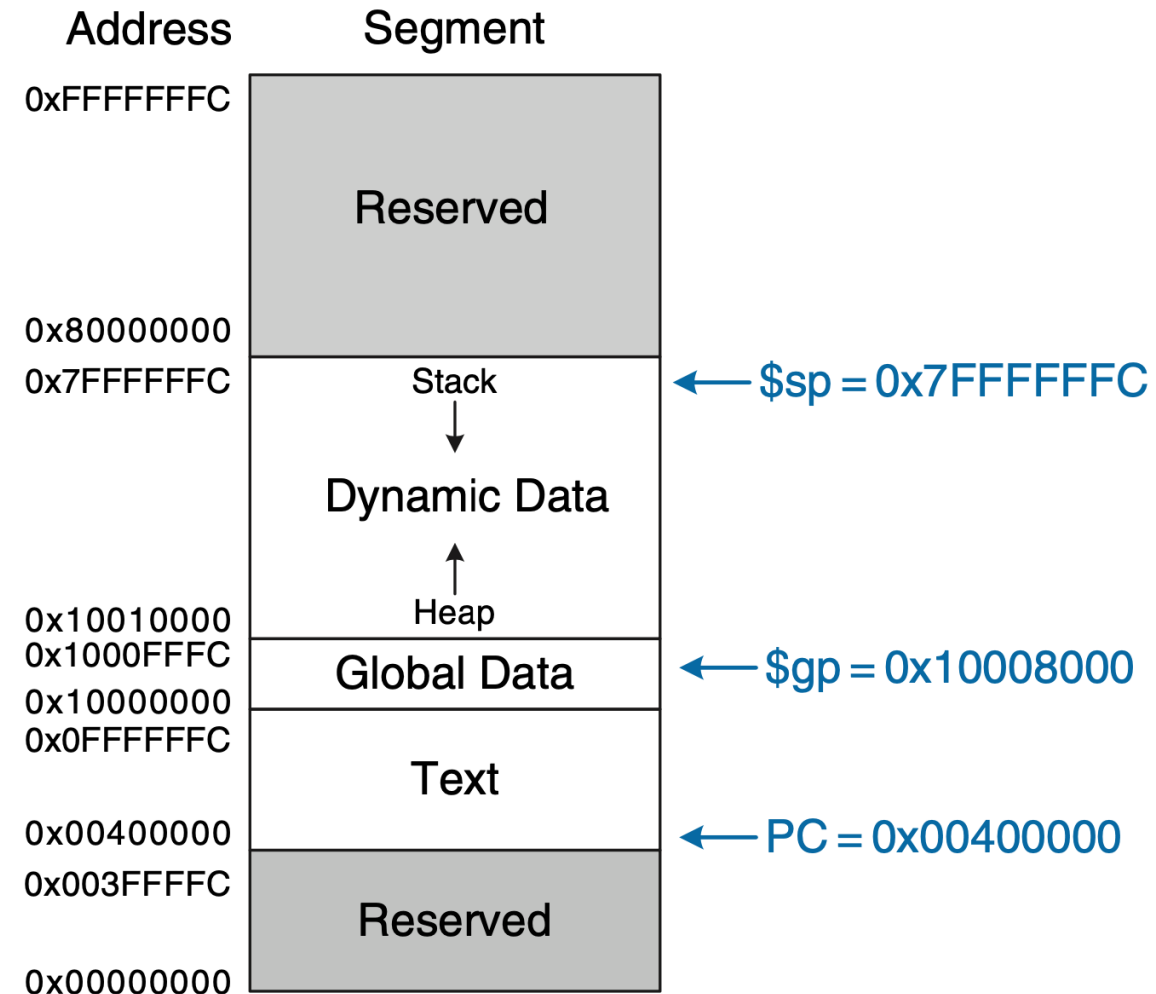 Address Segment
0xFFFFFFFC
Reserved
0x80000000
0x7FFFFFFC Stack $sp = 0x7FFFFFFC
Dynamic Data
Heap
0x10010000
0x1000FFFC
Global Data $gp = 0x10008000
0x10000000
0x0FFFFFFC
Text
0x00400000 PC = 0x00400000
0x003FFFFC
Reserved
0x00000000